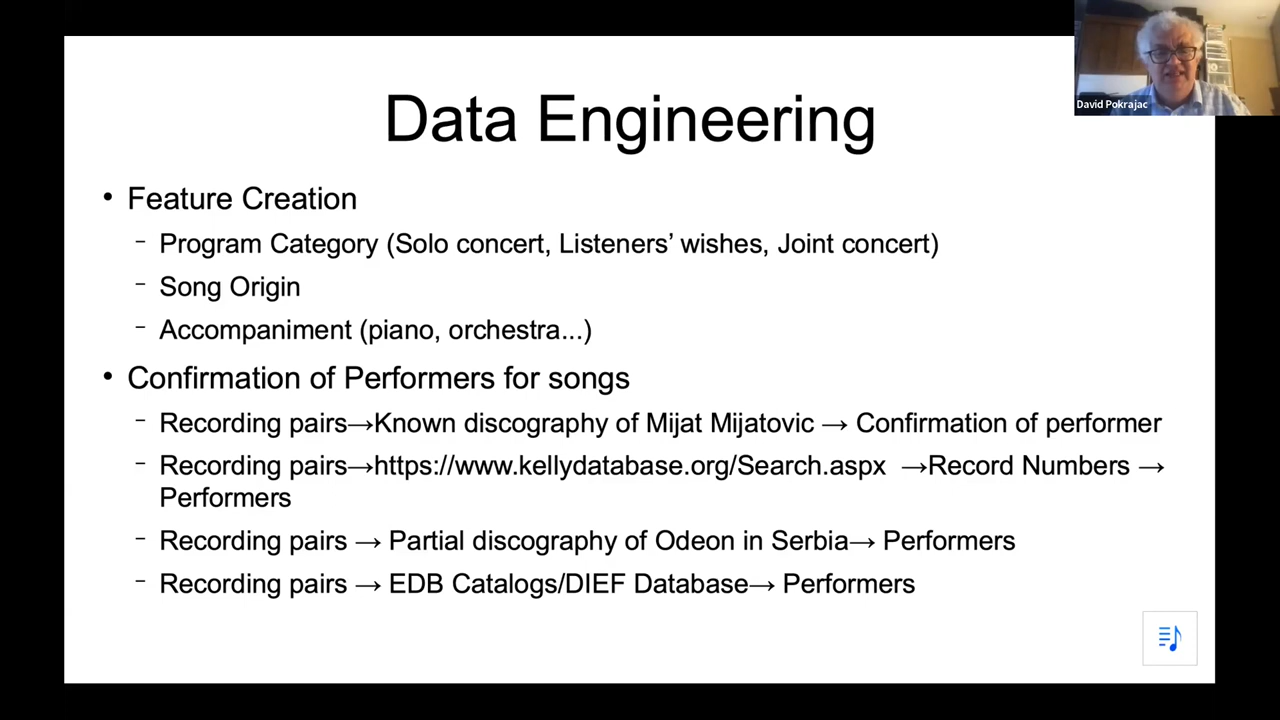 David Pokrajac
Data Engineering
• Feature Creation
– Program Category (Solo concert, Listeners’ wishes, Joint concert)
– Song Origin
– Accompaniment (piano, orchestra...)
• Confirmation of Performers for songs
– Recording pairs→Known discography of Mijat Mijatovic → Confirmation of performer
– Recording pairs→https://www.kellydatabase.org/Search.aspx →Record Numbers →
Performers
– Recording pairs → Partial discography of Odeon in Serbia→ Performers
– Recording pairs → EDB Catalogs/DIEF Database→ Performers